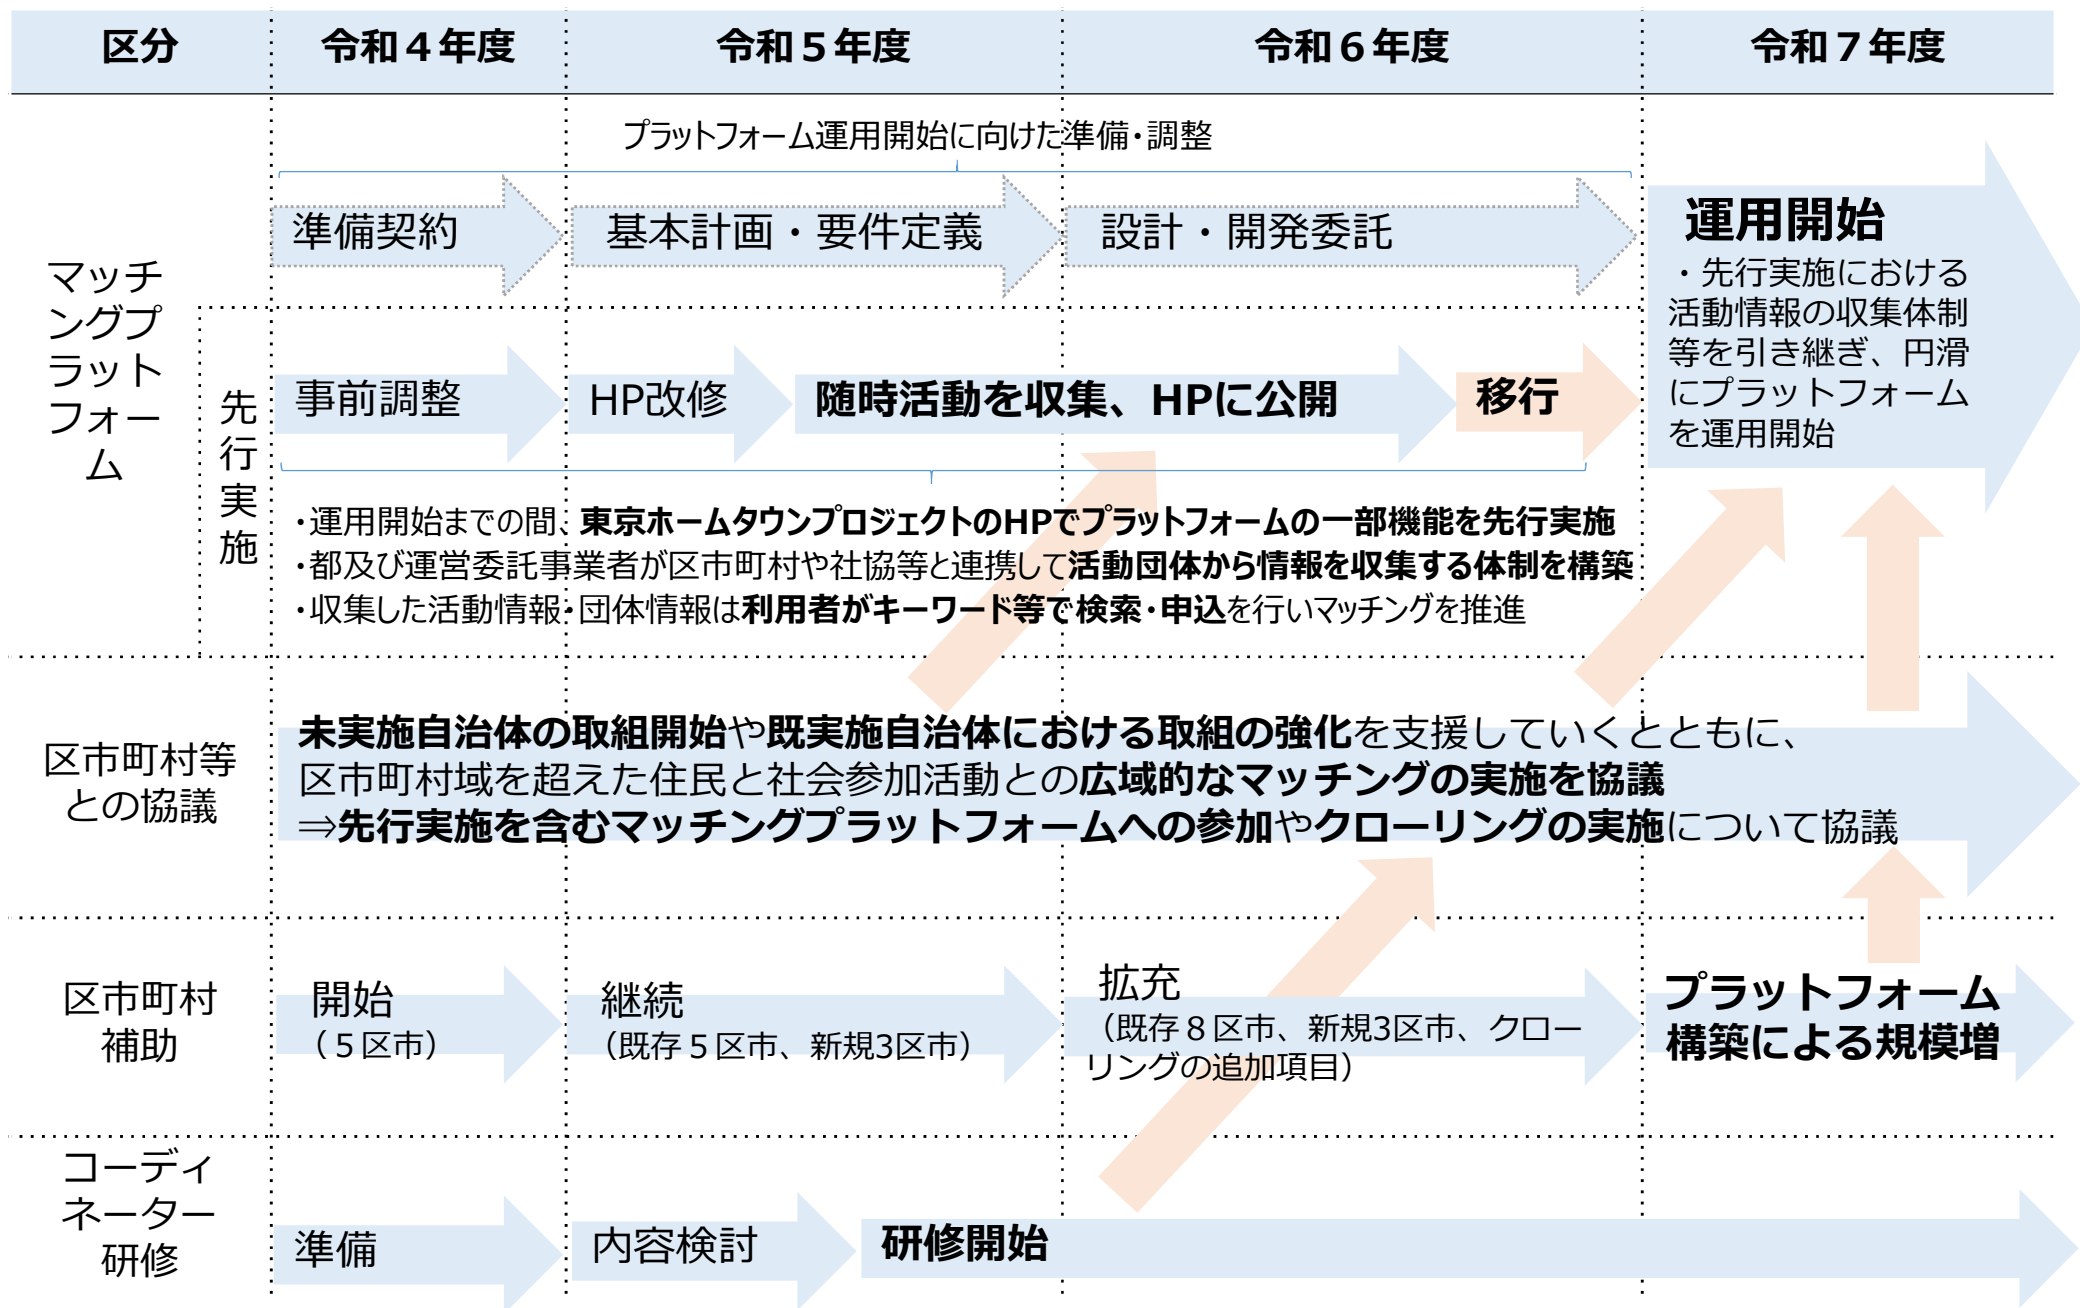 区分
令和４年度
令和５年度
令和６年度
令和７年度
マッチ
ングプ
ラット
フォー
ム
プラットフォーム運用開始に向けた準備・調整
準備契約
基本計画・要件定義
設計・開発委託
運用開始
・先行実施における
活動情報の収集体制
等を引き継ぎ、円滑
にプラットフォーム
を運用開始
先
行
実
施
事前調整
HP改修
随時活動を収集、HPに公開
移行
・運用開始までの間、東京ホームタウンプロジェクトのHPでプラットフォームの一部機能を先行実施
・都及び運営委託事業者が区市町村や社協等と連携して活動団体から情報を収集する体制を構築
・収集した活動情報・団体情報は利用者がキーワード等で検索・申込を行いマッチングを推進
区市町村等
との協議
未実施自治体の取組開始や既実施自治体における取組の強化を支援していくとともに、
区市町村域を超えた住民と社会参加活動との広域的なマッチングの実施を協議
⇒先行実施を含むマッチングプラットフォームへの参加やクローリングの実施について協議
区市町村
補助
開始
（５区市）
継続
（既存５区市、新規3区市）
拡充
（既存８区市、新規3区市、クロー
リングの追加項目）
プラットフォーム
構築による規模増
コーディ
ネーター
研修
準備
内容検討
研修開始